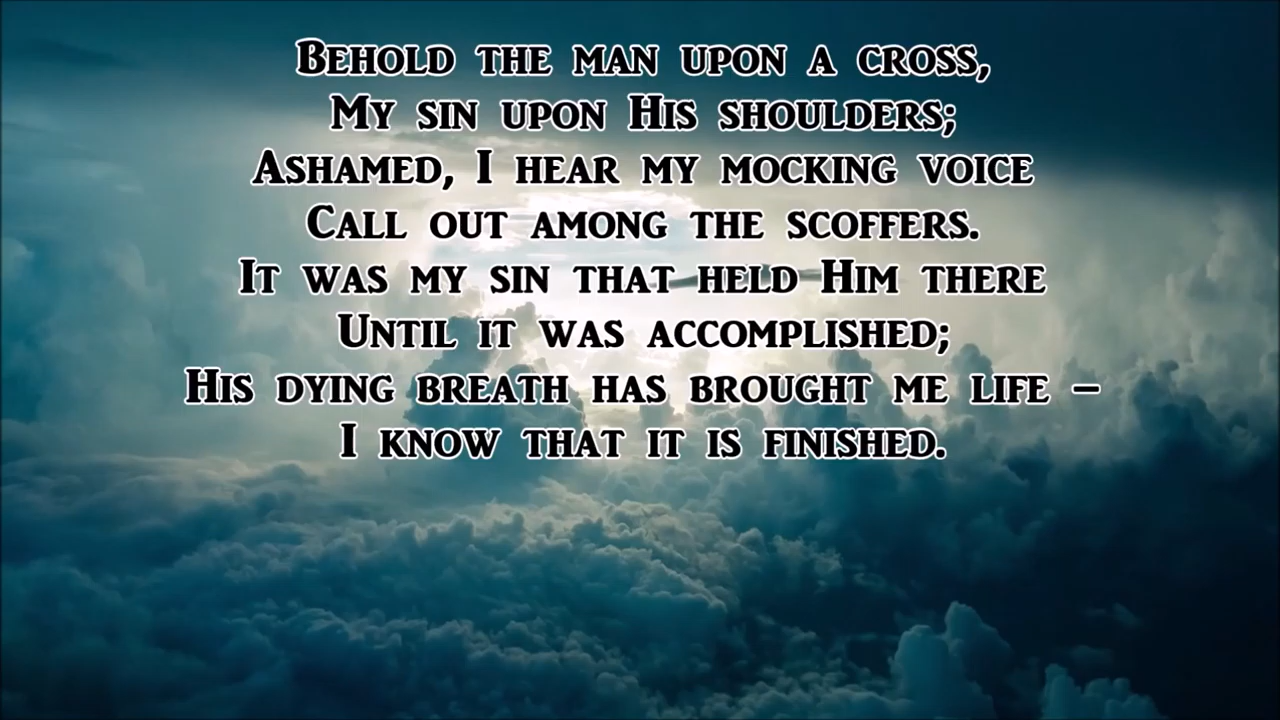 Behold the man upon a cross,
My sin upon His shoulders;
Ashamed, I hear my mocking voice
Call out among the scoffers.
It was my sin that held Him there
Until it was accomplished;
His dying breath has brought me life –
I know that it is finished.